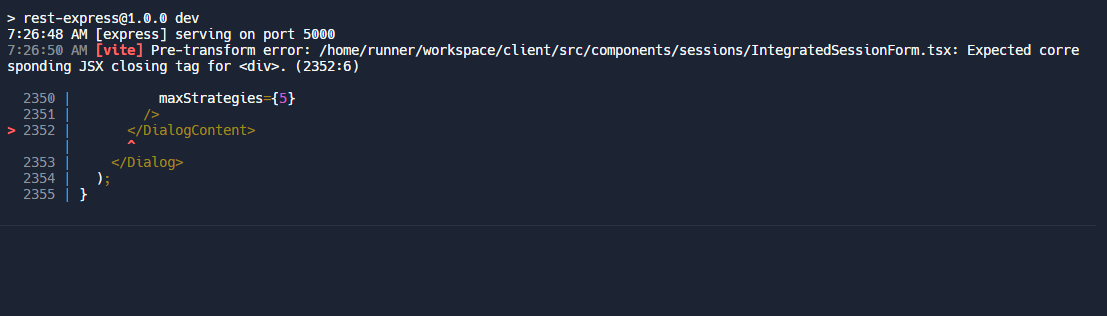 > rest-express@1.0.0 dev
7:26:48 AM [express] serving on port 5000
7:26:50 AM [vite] Pre-transform error: /home/runner/workspace/client/src/components/sessions/IntegratedSessionForm.tsx: Expected corre
sponding JSX closing tag for <div>. (2352:6)
2350 |           maxStrategies={5}
2351 |         />
> 2352 |       </DialogContent>
|       ^
2353 |     </Dialog>
2354 |   );
2355 | }